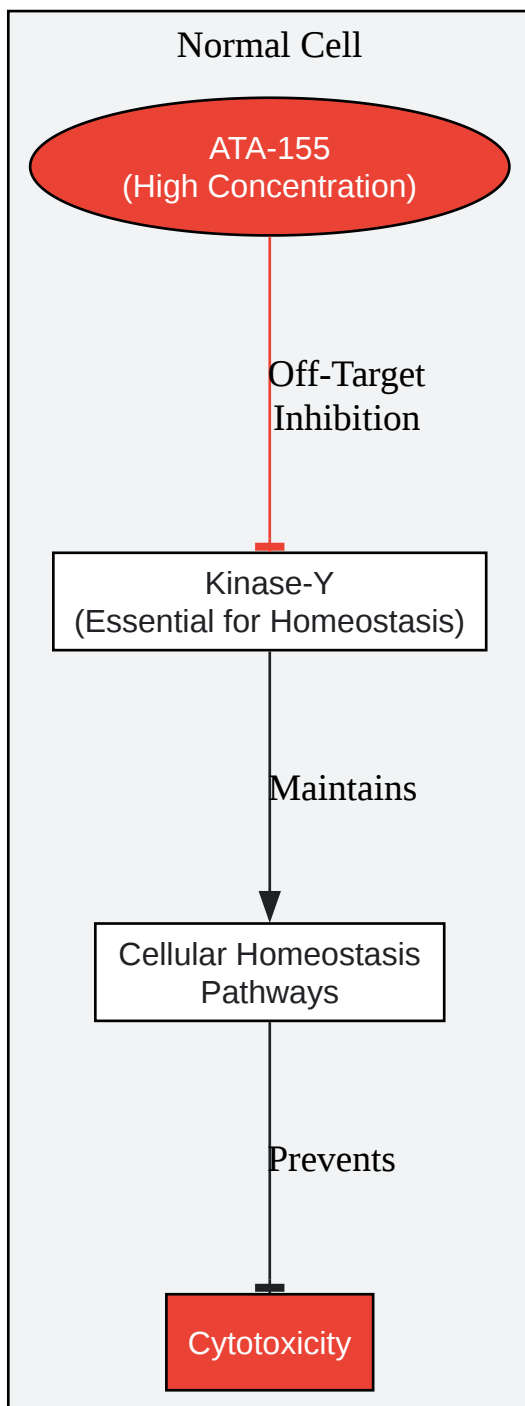 Normal Cell
ATA-155
(High Concentration)
Off-Target
Inhibition
Kinase-Y
(Essential for Homeostasis)
Maintains
Cellular Homeostasis
Pathways
Prevents
Cytotoxicity